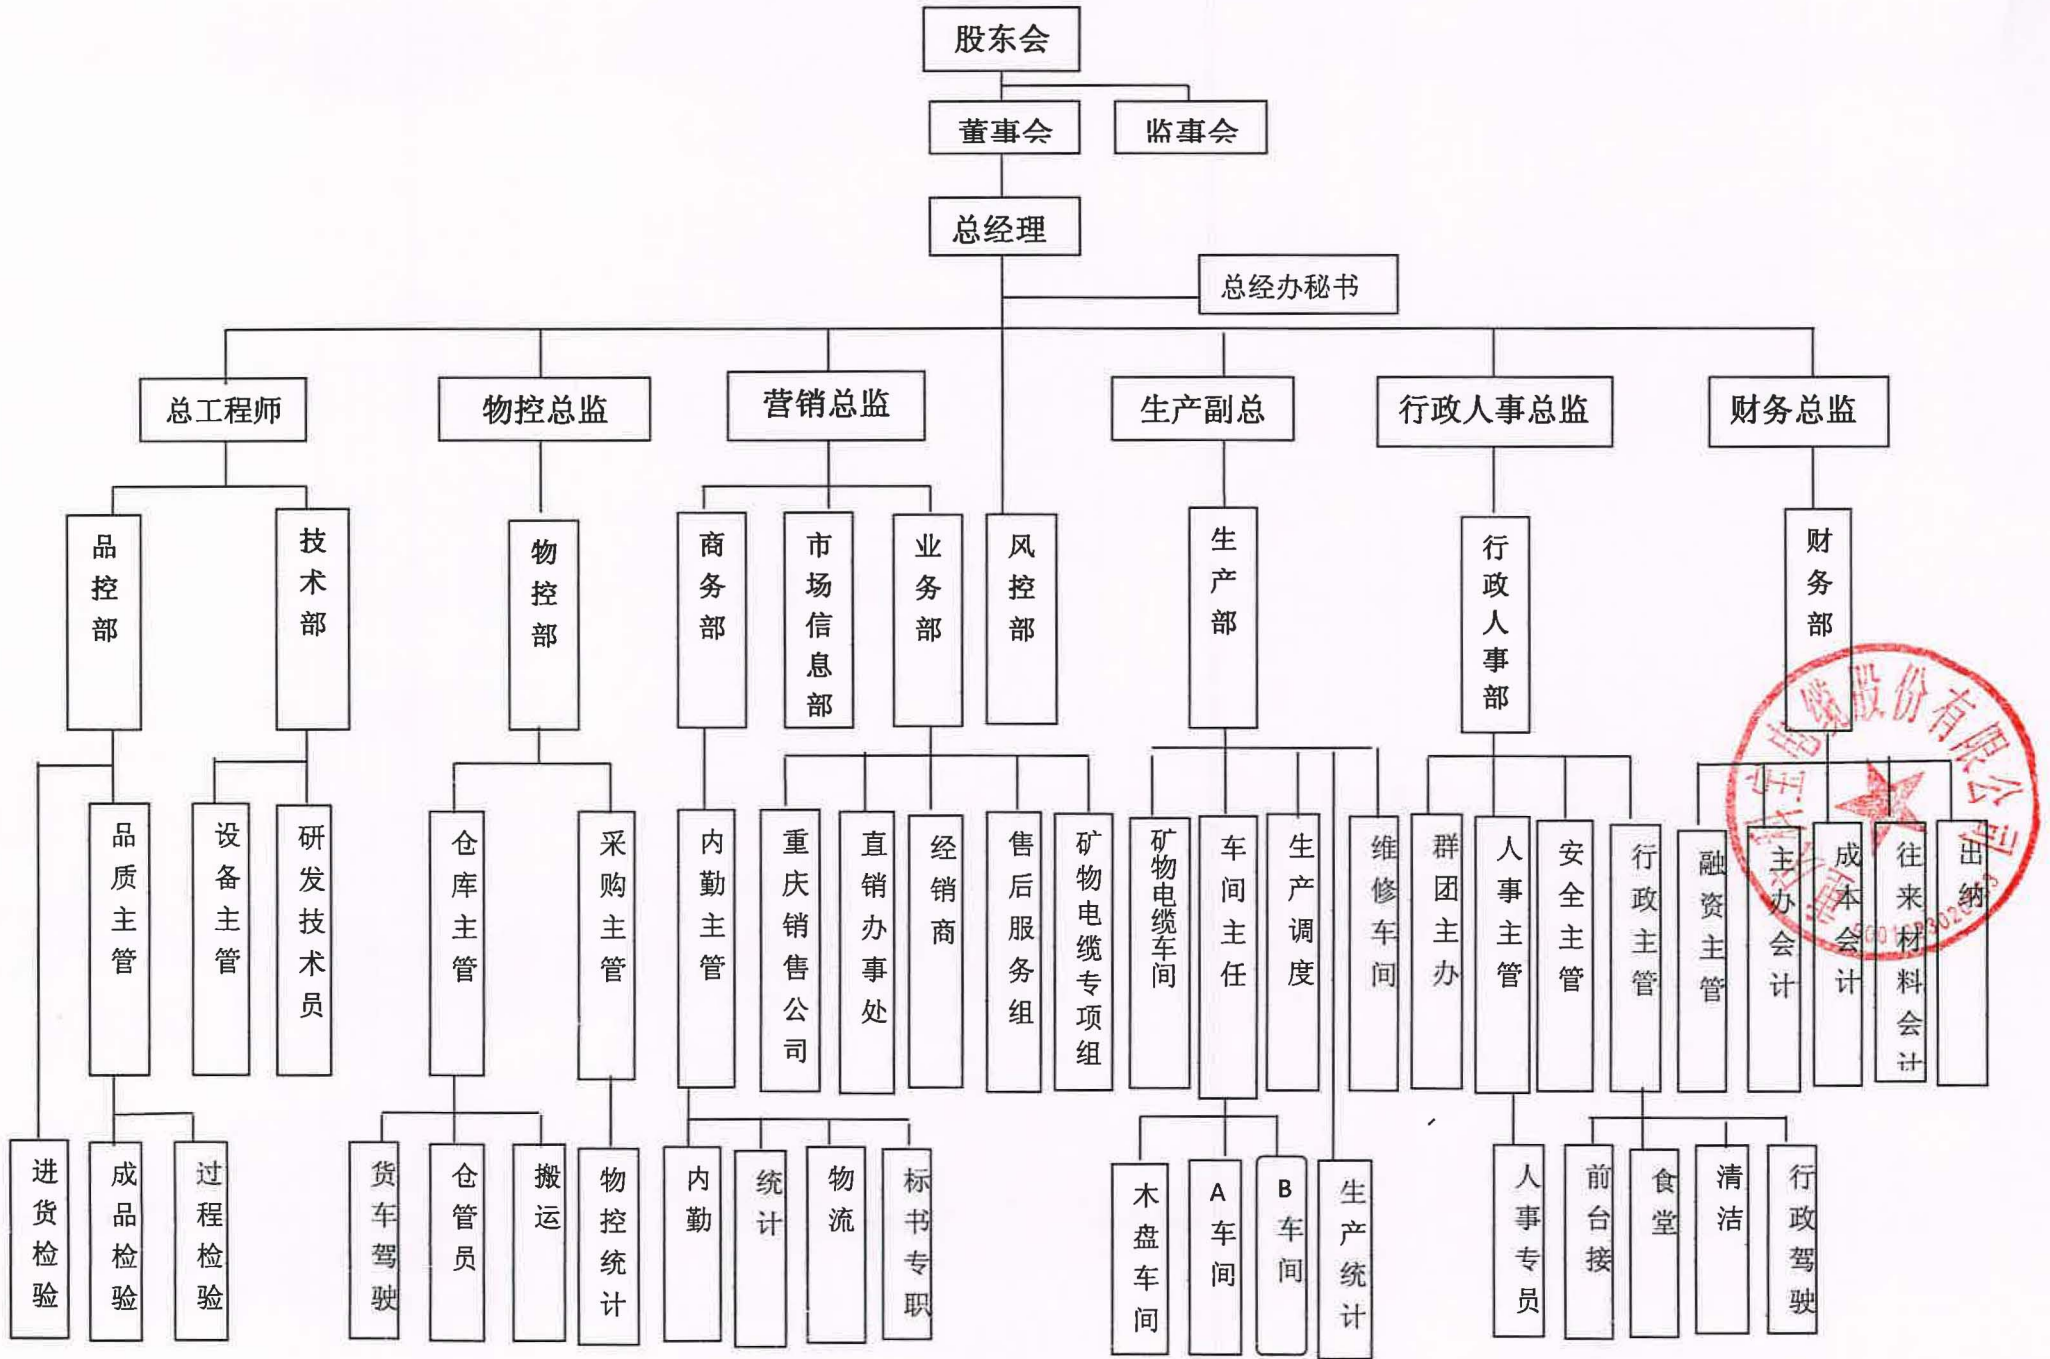 股东会
董事会
监事会
总经理
总经办秘书
总工程师
物控总监
营销总监
生产副总
行政人事总监
财务总监
品控部
技术部
物控部
商务部
市场信息部
业务部
风控部
生产部
行政人事部
财务部
品质主管
设备主管
研发技术员
仓库主管
采购主管
内勤主管
重庆销售公司
直销办事处
经销商
售后服务组
矿物电缆专项组
矿物电缆车间
车间主任
生产调度
维修车间
群团主办
人事主管
安全主管
行政主管
融资主管
主办会计
成本会计
往来材料会计
出纳
进货检验
成品检验
过程检验
货车驾驶
仓管员
搬运
物控统计
内勤
统计
物流
标书专职
木盘车间
A车间
B车间
生产统计
人事专员
前台接
食堂
清洁
行政驾驶
电缆股份有限公司